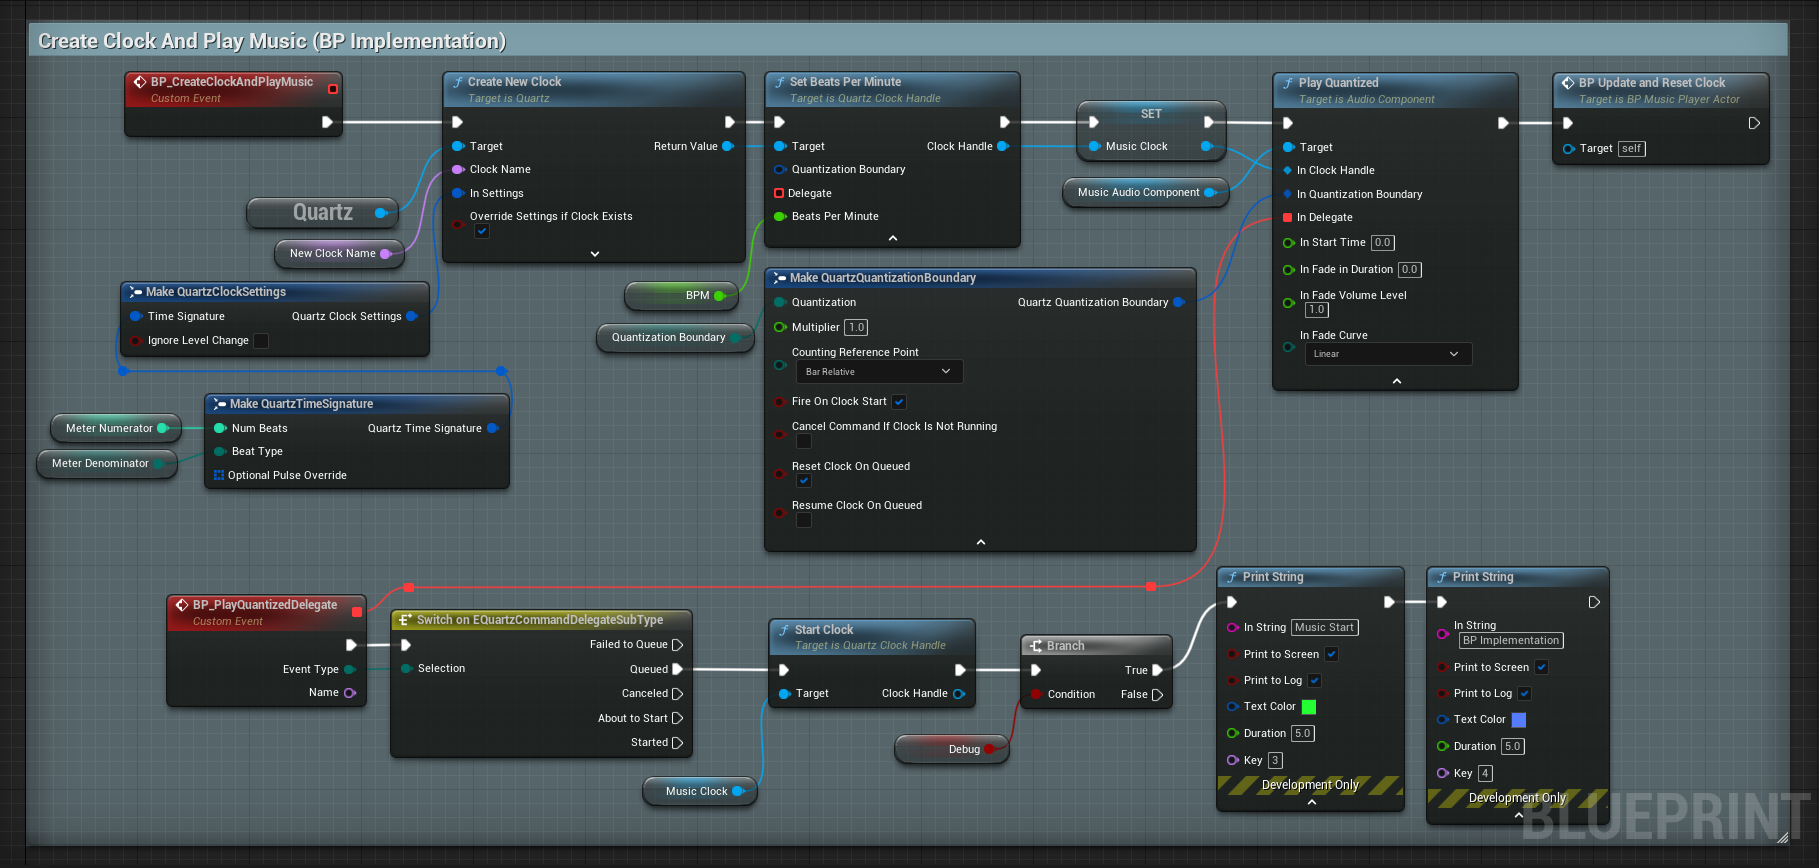 Create Clock And Play Music (BP Implementation)
BP_CreateClockAndPlayMusic
Custom Event
Create New Clock
Target is Quartz
Target
Return Value
Clock Name
In Settings
Override Settings if Clock Exists
Quartz
New Clock Name
Make QuartzClockSettings
Time Signature
Quartz Clock Settings
Ignore Level Change
Make QuartzTimeSignature
Meter Numerator
Num Beats
Quartz Time Signature
Meter Denominator
Beat Type
Optional Pulse Override
Set Beats Per Minute
Target is Quartz Clock Handle
Target
Clock Handle
Quantization Boundary
Delegate
Beats Per Minute
BPM
Quantization Boundary
Make QuartzQuantizationBoundary
Quantization
Quartz Quantization Boundary
Multiplier 1.0
Counting Reference Point
Bar Relative
Fire On Clock Start
Cancel Command If Clock Is Not Running
Reset Clock On Queued
Resume Clock On Queued
SET
Music Clock
Music Audio Component
Play Quantized
Target is Audio Component
Target
In Clock Handle
In Quantization Boundary
In Delegate
In Start Time 0.0
In Fade in Duration 0.0
In Fade Volume Level
1.0
In Fade Curve
Linear
BP Update and Reset Clock
Target is BP Music Player Actor
Target self
BP_PlayQuantizedDelegate
Custom Event
Event Type
Name
Switch on EQuartzCommandDelegateSubType
Failed to Queue
Selection
Queued
Canceled
About to Start
Started
Music Clock
Start Clock
Target is Quartz Clock Handle
Target
Clock Handle
Branch
True
Condition
False
Debug
Print String
In String Music Start
Print to Screen
Print to Log
Text Color
Duration 5.0
Key 3
Development Only
Print String
In String
BP Implementation
Print to Screen
Print to Log
Text Color
Duration 5.0
Key 4
Development Only
BLUEPRINT